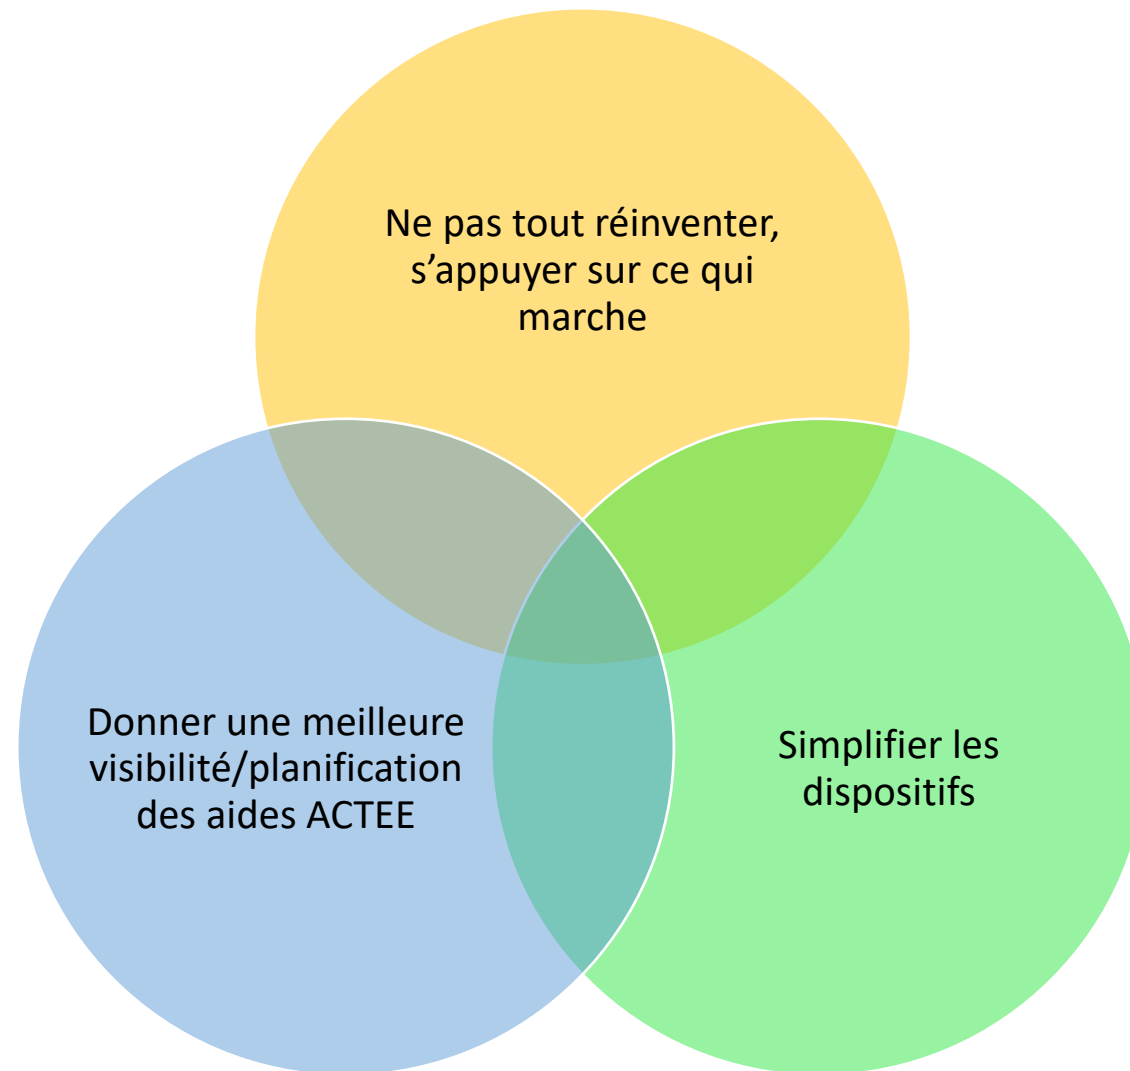 Ne pas tout réinventer,
s’appuyer sur ce qui
marche
Donner une meilleure
visibilité/planification
des aides ACTEE
Simplifier les
dispositifs